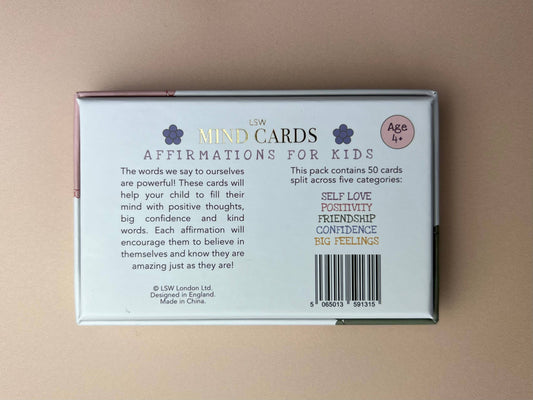 LSW
MIND CARDS
AFFIRMATIONS FOR KIDS
Age
4+
The words we say to ourselves
are powerful! These cards will
help your child to fill their
mind with positive thoughts,
big confidence and kind
words. Each affirmation will
encourage them to believe in
themselves and know they are
amazing just as they are!
© LSW London Ltd.
Designed in England.
Made in China.
This pack contains 50 cards
split across five categories:
SELF LOVE
POSITIVITY
FRIENDSHIP
CONFIDENCE
BIG FEELINGS
5 065013 591315